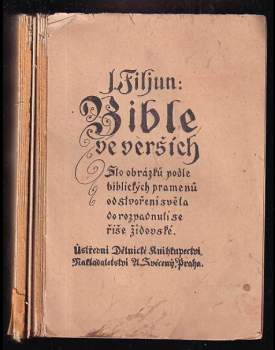 J. Filjun:
Bible
ve verších
Sto obrázků podle
biblických pramenů
od stvoření světa
do rozpadnutí se
říše židovské.
Ústřední Dělnické Knihkupectví,
Nakladatelství A. Svěcený, Praha.